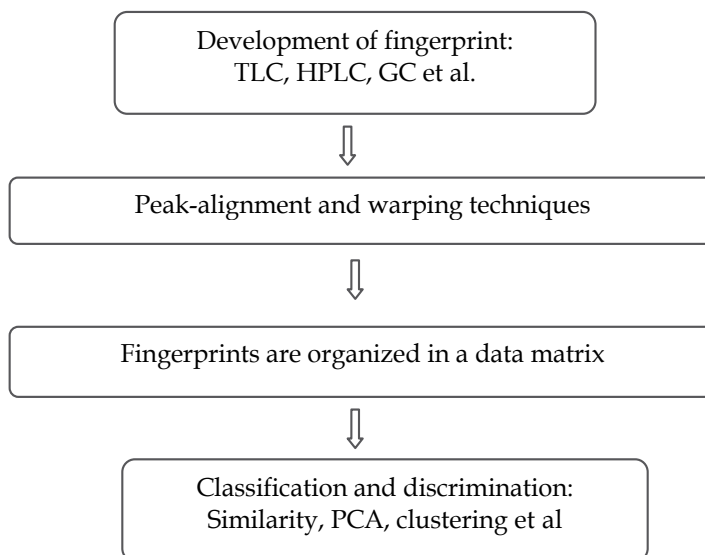 Development of fingerprint:
TLC, HPLC, GC et al.
Peak-alignment and warping techniques
Fingerprints are organized in a data matrix
Classification and discrimination:
Similarity, PCA, clustering et al